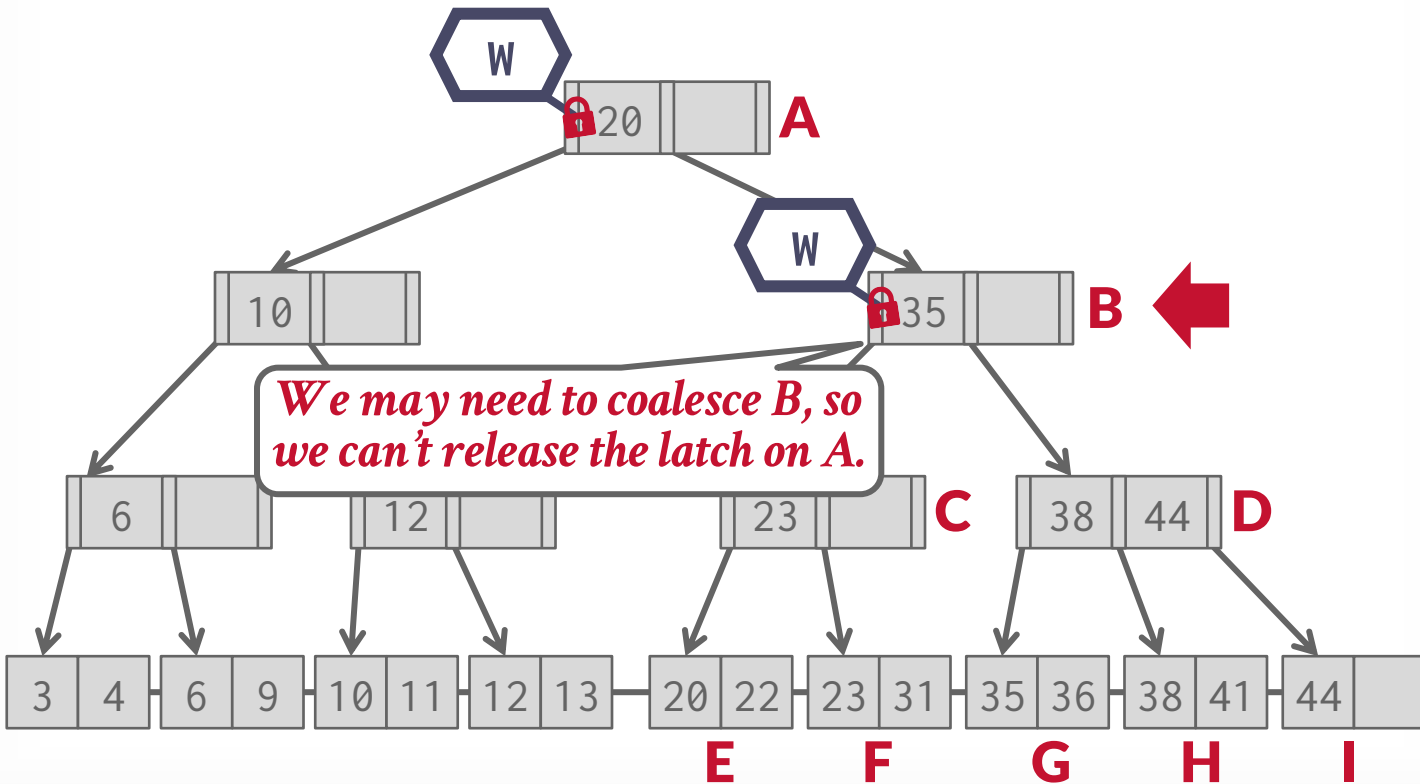 W
20 A
W
10
35 B
We may need to coalesce B, so
we can't release the latch on A.
6
12
23 C
38 44 D
3 4 6 9 10 11 12 13 20 22 23 31 35 36 38 41 44
E F G H I